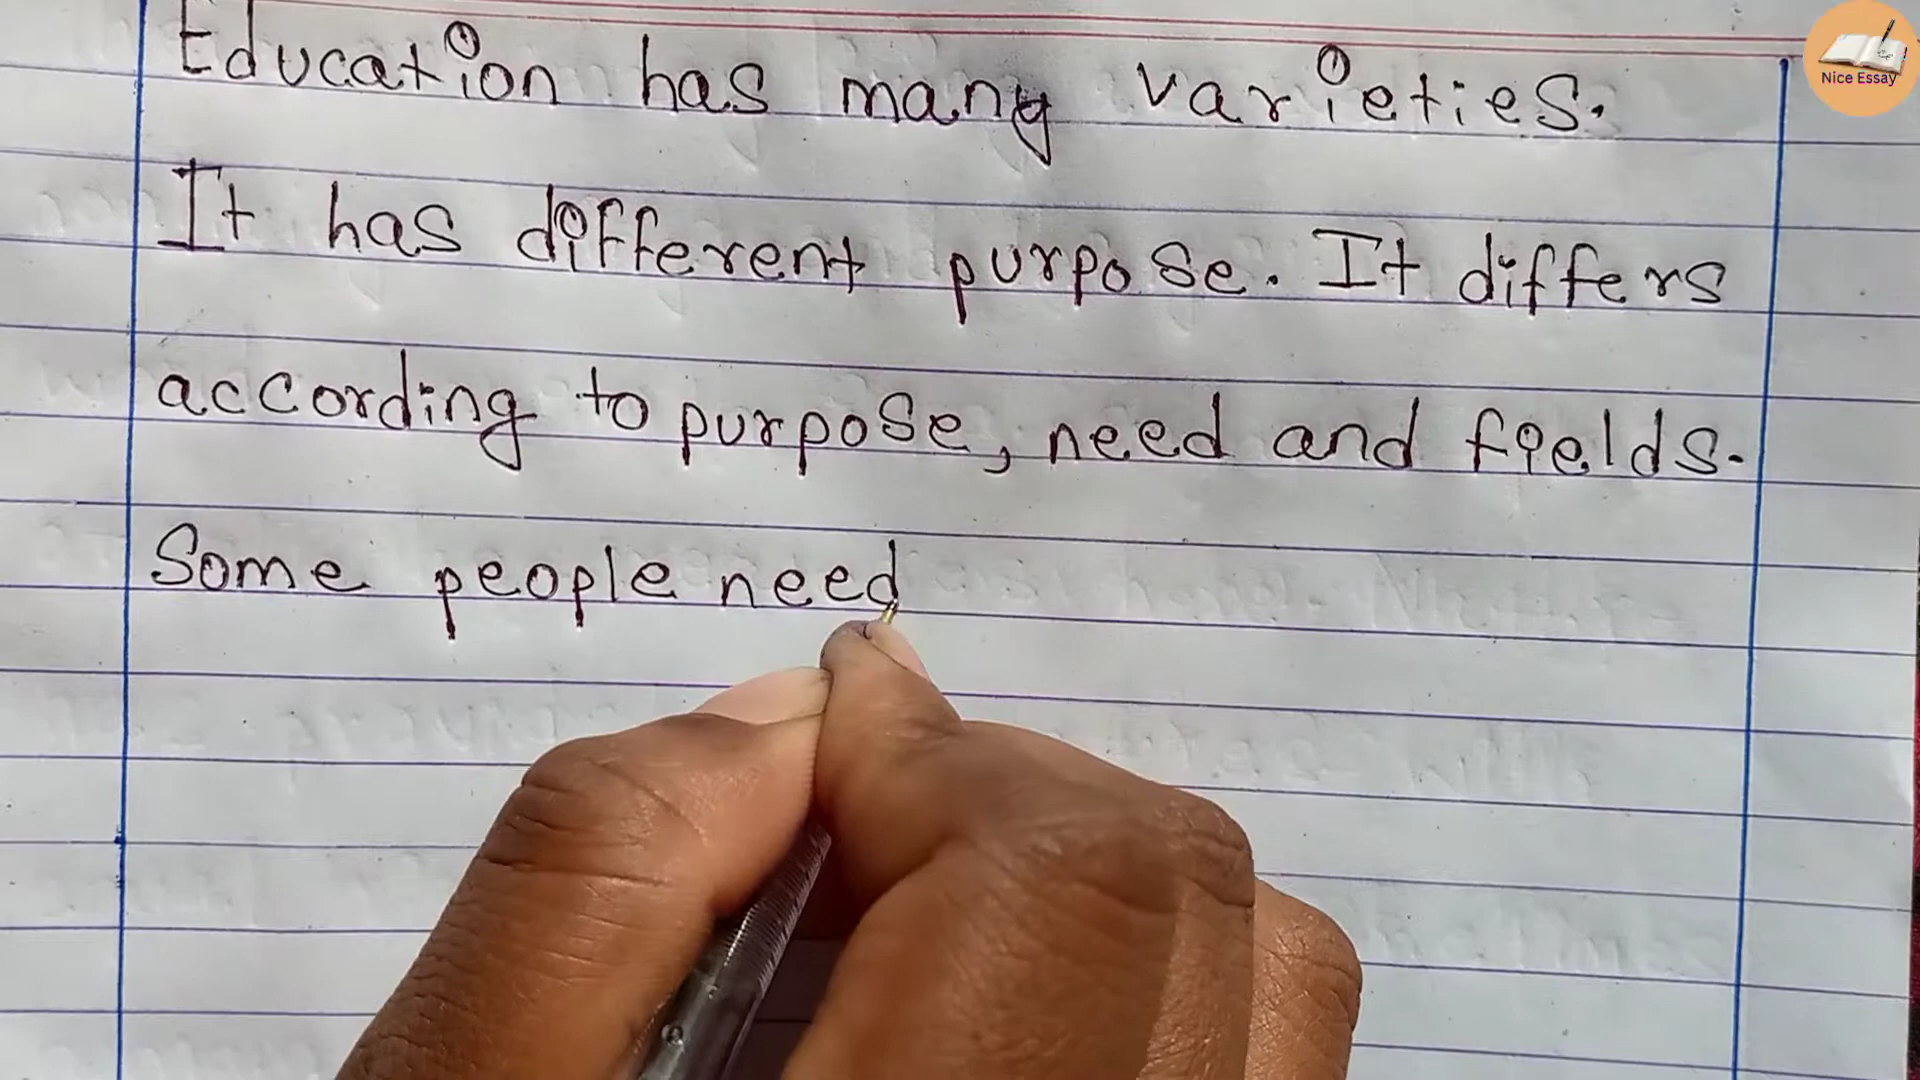 Education has many varieties.
It has different purpose. It differs
according to purpose, need and fields.
Some people need
Nice Essay